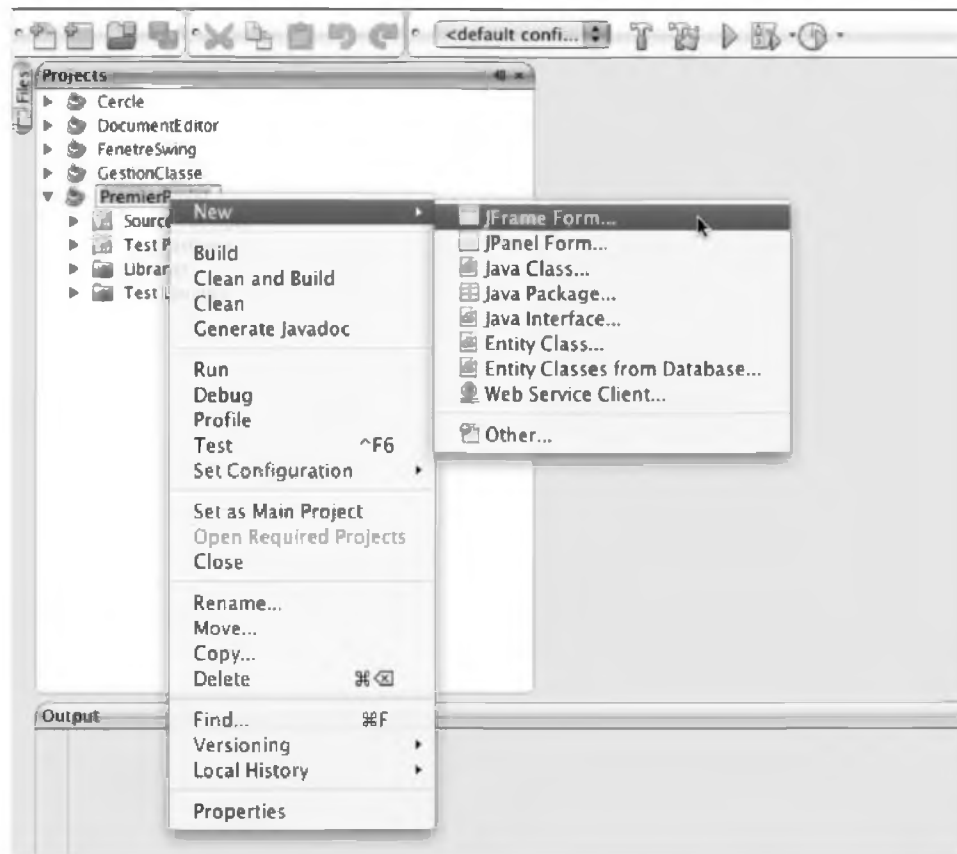 <default confi...
Files
Projects
Cercle
DocumentEditor
FenetreSwing
GestionClasse
PremierP
Source
Test P
Librar
Test L
New
Build
Clean and Build
Clean
Generate Javadoc
Run
Debug
Profile
Test ^F6
Set Configuration
Set as Main Project
Open Required Projects
Close
Rename...
Move...
Copy...
Delete ⌘⌫
Find... ⌘F
Versioning
Local History
Properties
JFrame Form...
JPanel Form...
Java Class...
Java Package...
Java Interface...
Entity Class...
Entity Classes from Database...
Web Service Client...
Other...
Output